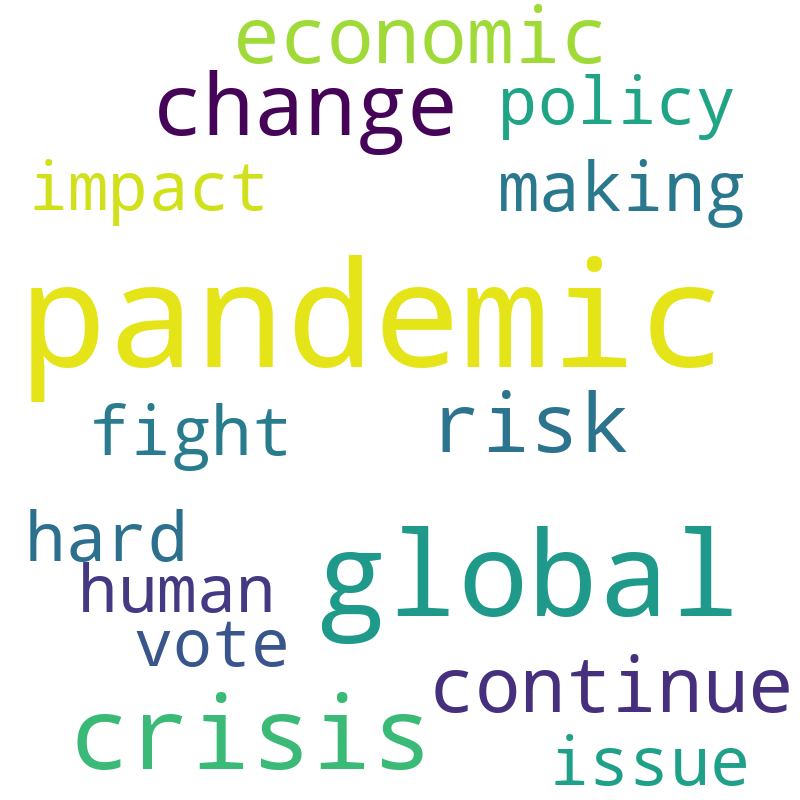 economic
change policy
impact making
pandemic
fight risk
hard
global
human
vote
continue
crisis
issue